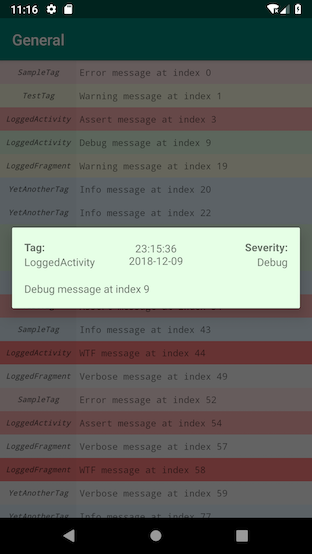 11:16
General
SampleTag Error message at index 0
TestTag Warning message at index 1
LoggedActivity Assert message at index 3
LoggedActivity Debug message at index 9
LoggedFragment Warning message at index 19
YetAnotherTag Info message at index 20
YetAnotherTag Info message at index 22
Tag: 23:15:36 Severity:
LoggedActivity 2018-12-09 Debug
Debug message at index 9
SampleTag Info message at index 43
LoggedActivity WTF message at index 44
LoggedFragment Verbose message at index 49
SampleTag Error message at index 52
LoggedActivity Assert message at index 54
LoggedFragment Verbose message at index 57
LoggedFragment WTF message at index 58
YetAnotherTag Verbose message at index 59
YetAnotherTag Info message at index 77